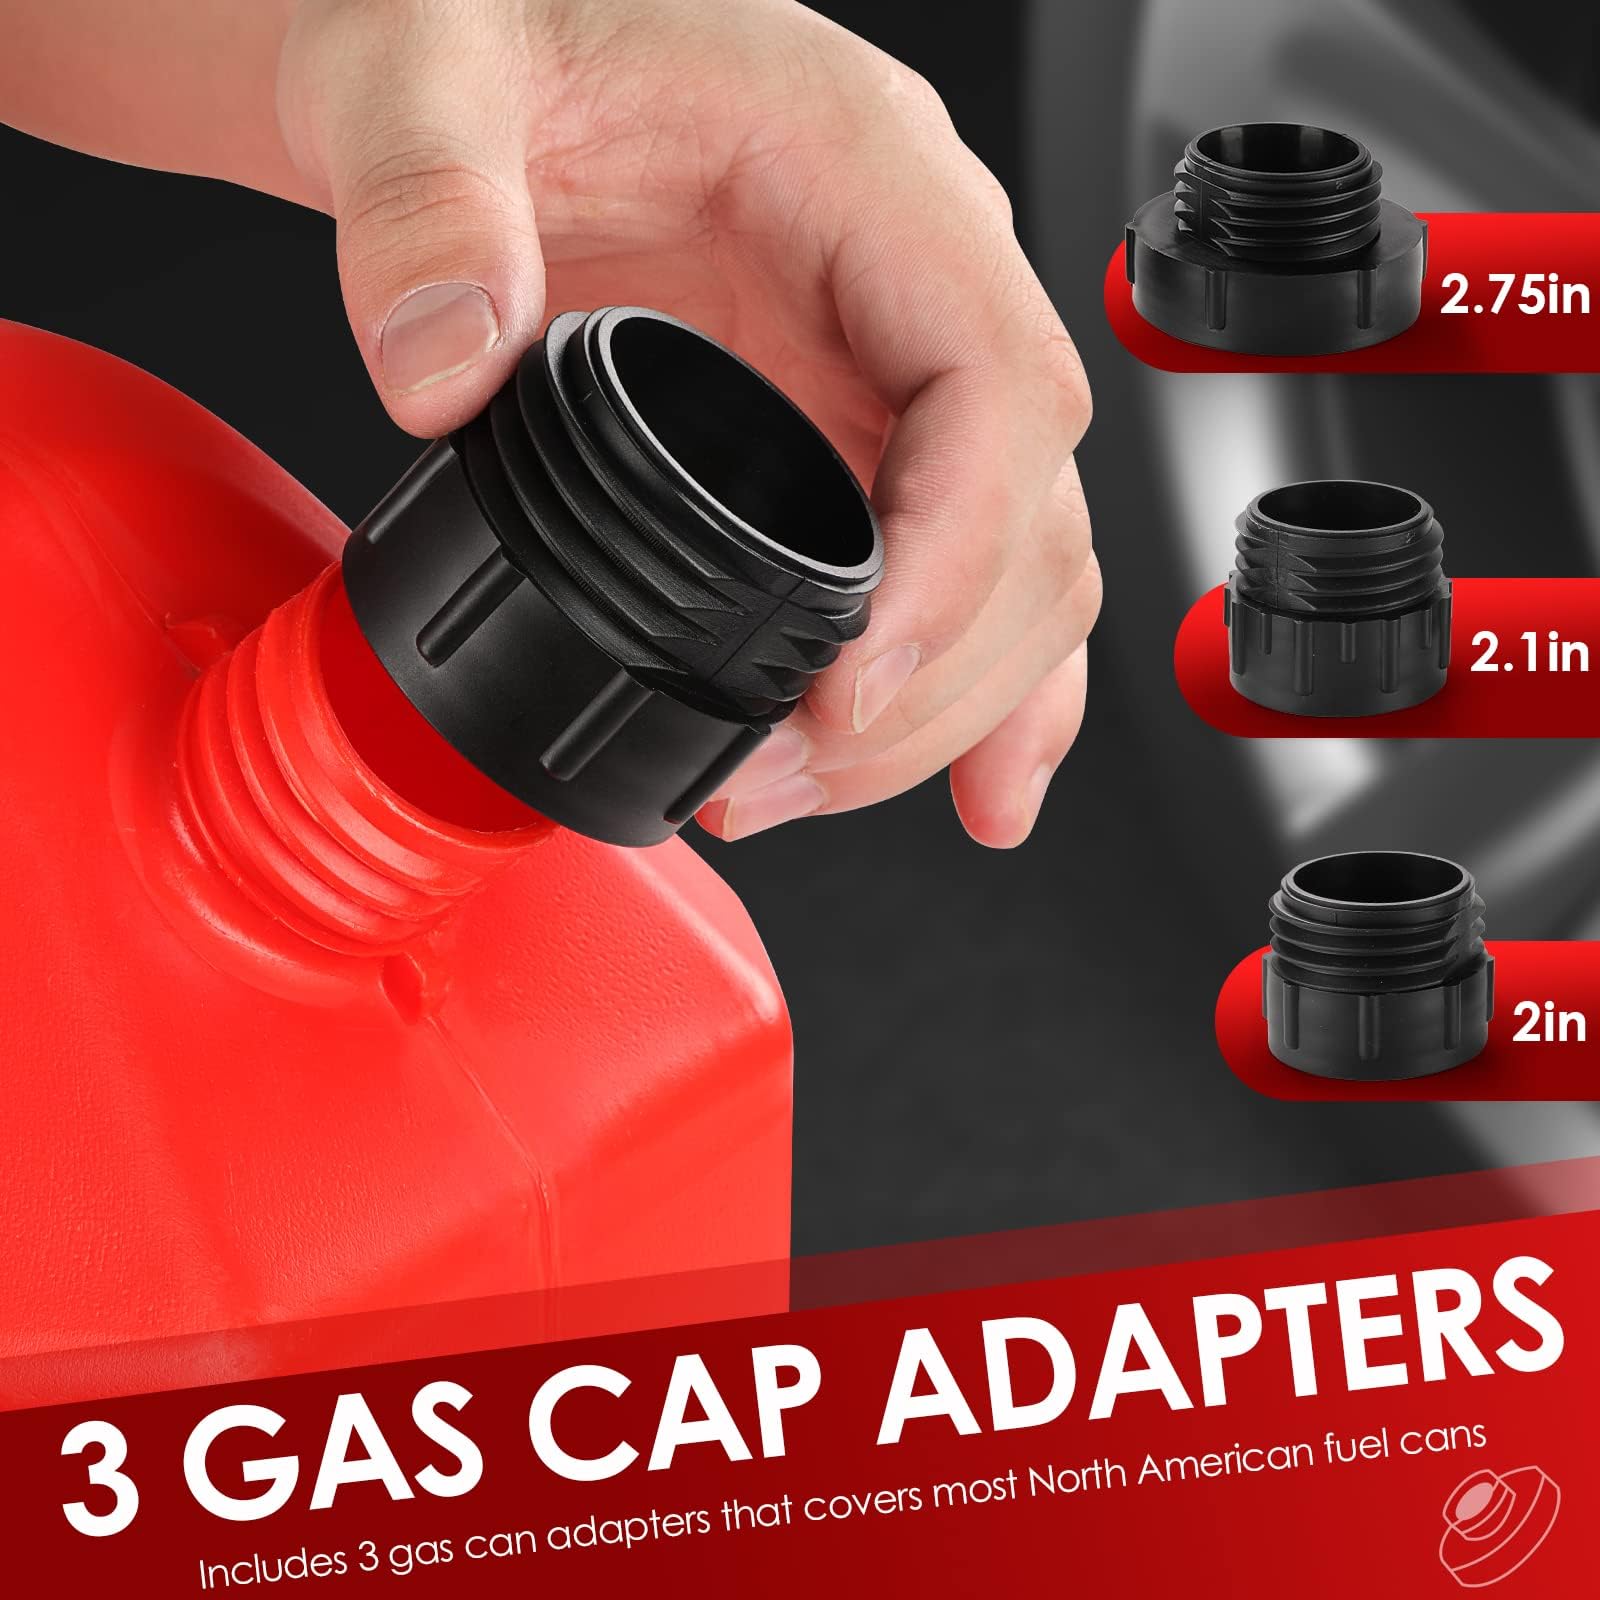 2.75in
2.1in
2in
3 GAS CAP ADAPTERS
Includes 3 gas can adapters that covers most North American fuel cans